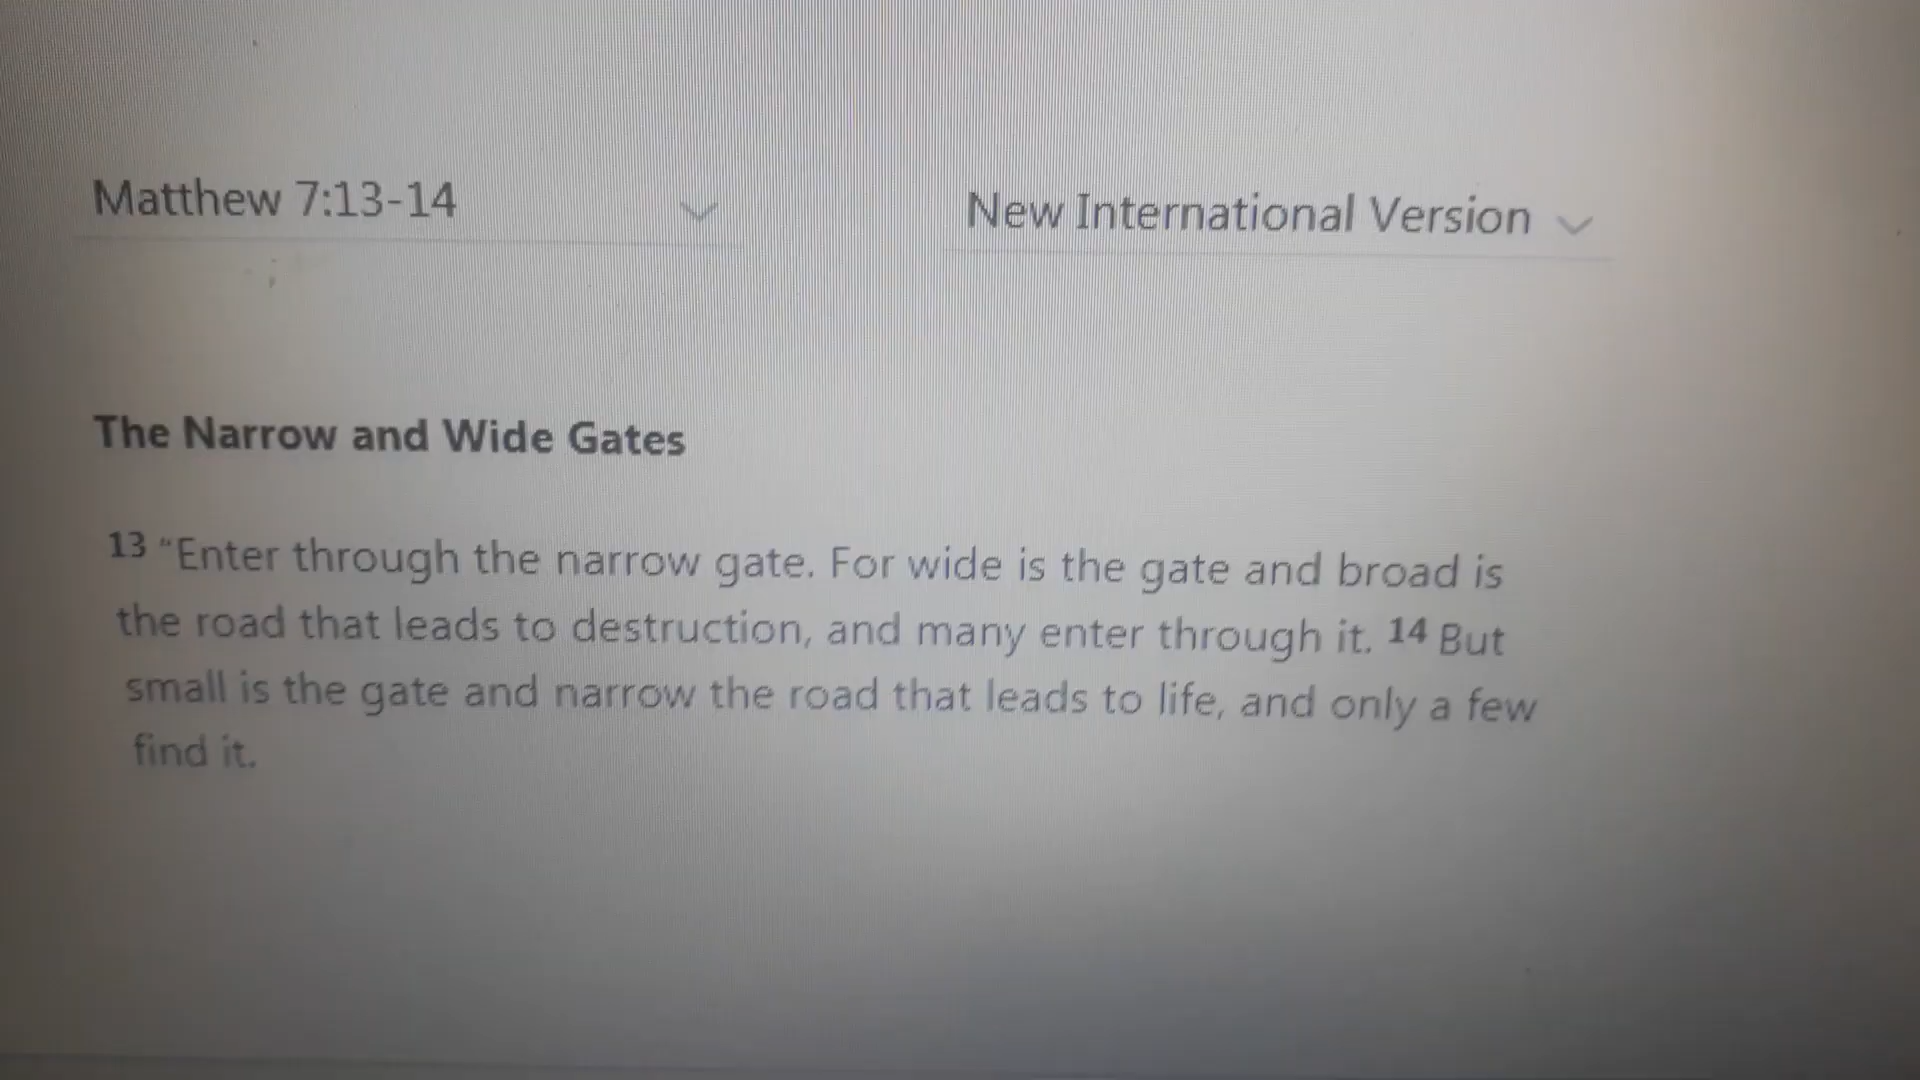 Matthew 7:13-14
New International Version
The Narrow and Wide Gates
13 “Enter through the narrow gate. For wide is the gate and broad is
the road that leads to destruction, and many enter through it. 14 But
small is the gate and narrow the road that leads to life, and only a few
find it.